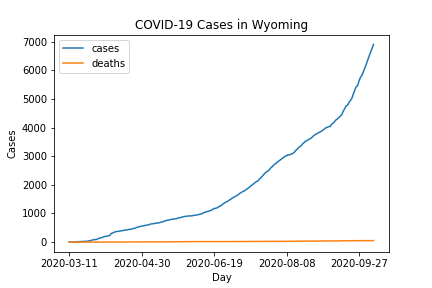 COVID-19 Cases in Wyoming
cases
deaths
7000
6000
5000
4000
3000
2000
1000
0
Cases
2020-03-11 2020-04-30 2020-06-19 2020-08-08 2020-09-27
Day